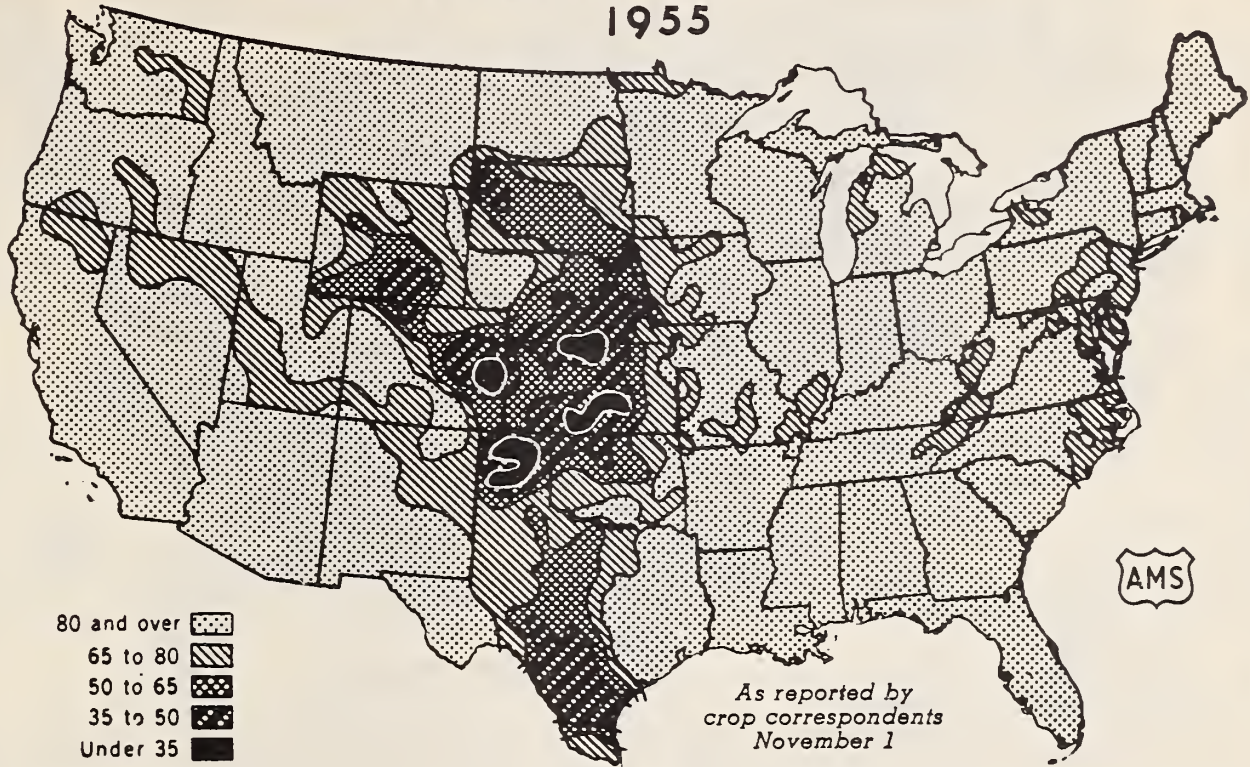 1955
80 and over
65 to 80
50 to 65
35 to 50
Under 35
As reported by
crop correspondents
November 1
AMS